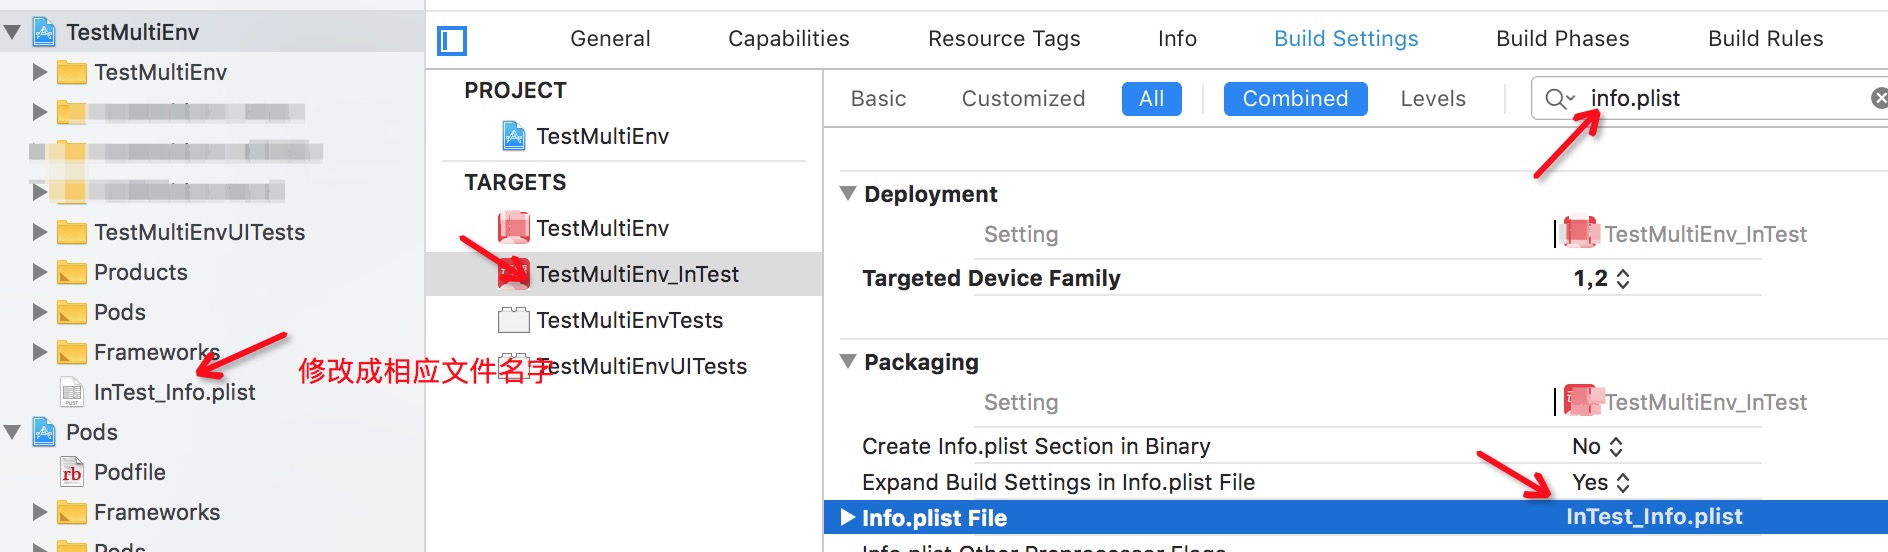 TestMultiEnv
TestMultiEnv
TestMultiEnvUITests
Products
Pods
Frameworks
InTest_Info.plist
Pods
Podfile
Frameworks
Pods
修改成相应文件名字
General Capabilities Resource Tags Info Build Settings Build Phases Build Rules
PROJECT
TestMultiEnv
TARGETS
TestMultiEnv
TestMultiEnv_InTest
TestMultiEnvTests
TestMultiEnvUITests
Basic Customized All Combined Levels info.plist
Deployment
Setting TestMultiEnv_InTest
Targeted Device Family 1,2
Packaging
Setting TestMultiEnv_InTest
Create Info.plist Section in Binary No
Expand Build Settings in Info.plist File Yes
Info.plist File InTest_Info.plist
Info.plist Other Preprocessor Flags